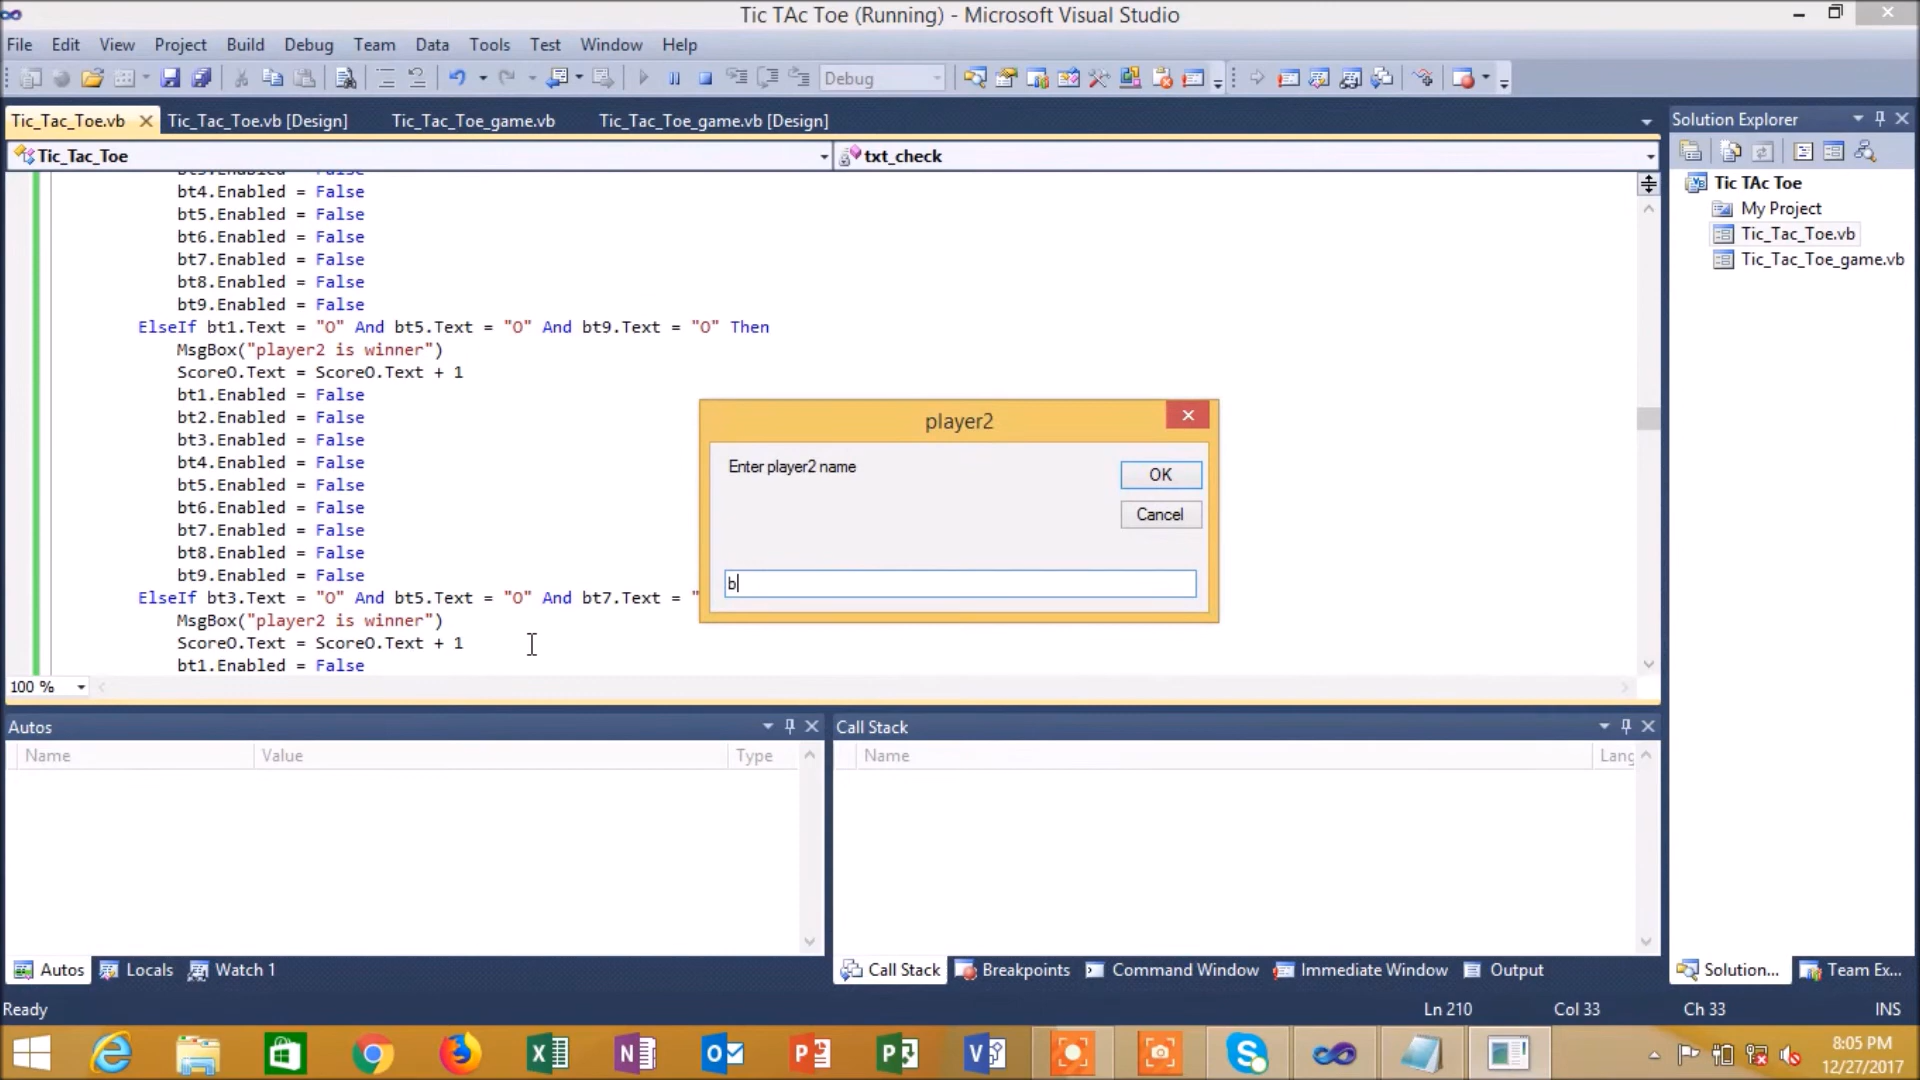 Tic TAc Toe (Running) - Microsoft Visual Studio
File Edit View Project Build Debug Team Data Tools Test Window Help
Debug
Tic_Tac_Toe.vb Tic_Tac_Toe.vb [Design] Tic_Tac_Toe_game.vb Tic_Tac_Toe_game.vb [Design]
Tic_Tac_Toe txt_check
bt4.Enabled = False
bt5.Enabled = False
bt6.Enabled = False
bt7.Enabled = False
bt8.Enabled = False
bt9.Enabled = False
ElseIf bt1.Text = "O" And bt5.Text = "O" And bt9.Text = "O" Then
MsgBox("player2 is winner")
ScoreO.Text = ScoreO.Text + 1
bt1.Enabled = False
bt2.Enabled = False
bt3.Enabled = False
bt4.Enabled = False
bt5.Enabled = False
bt6.Enabled = False
bt7.Enabled = False
bt8.Enabled = False
bt9.Enabled = False
ElseIf bt3.Text = "O" And bt5.Text = "O" And bt7.Text = "
MsgBox("player2 is winner")
ScoreO.Text = ScoreO.Text + 1
bt1.Enabled = False
100 %
player2
Enter player2 name
OK
Cancel
b
Solution Explorer
Tic TAc Toe
My Project
Tic_Tac_Toe.vb
Tic_Tac_Toe_game.vb
Autos
Name Value Type
Call Stack
Name Lang
Autos Locals Watch 1
Call Stack Breakpoints Command Window Immediate Window Output
Solution... Team Ex...
Ready Ln 210 Col 33 Ch 33 INS
8:05 PM
12/27/2017